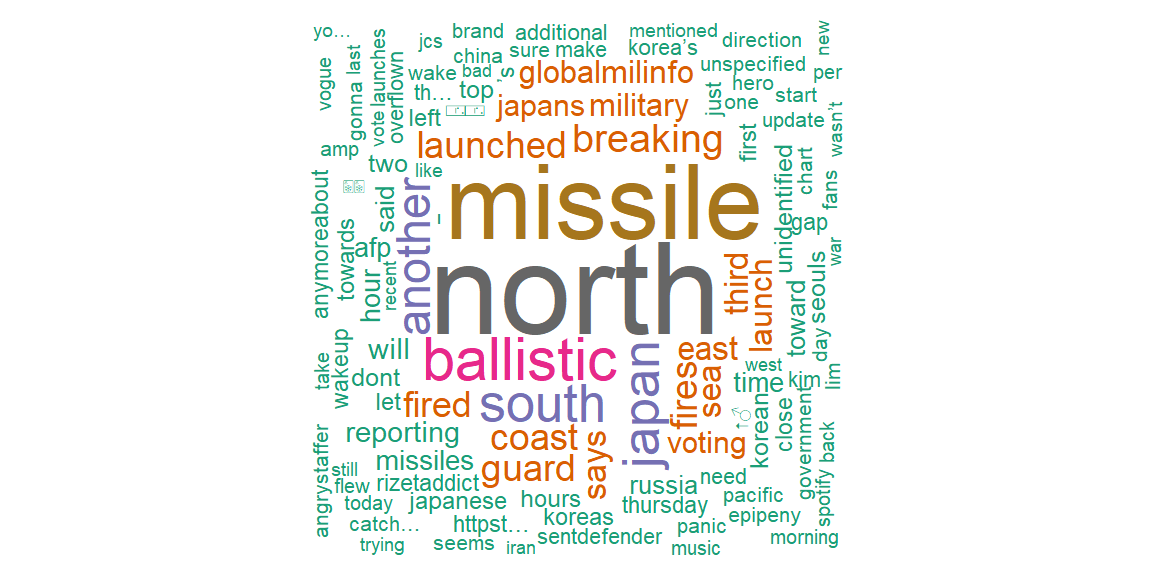 yo…
brand
additional
mentioned
new
jcs
korea’s
direction
vogue
gonna last
vote launches
overflown
china
sure make
unspecified
wake
bad
’s
globalmilinfo
hero
per
th…
top
japans
military
just
one
start
left
update
wasn’t
amp
launched
breaking
first
two
like
missile
unidentified
chart
fans
anymoreabout
said
another
gap
towards
afp
north
war
hour
recent
third
launch
toward
seouls
day
wakeup
will
ballistic
japan
east
west
take
dont
fires
sea
time
kim
lim
let
fired
south
korean
close
government
reporting
coast
says
voting
spotify back
angrystaffer
still
missiles
guard
flew
rizetaddict
russia
need
today
japanese
hours
thursday
pacific
catch…
httpst…
koreas
panic
epipeny
trying
seems
iran
sentdefender
music
morning